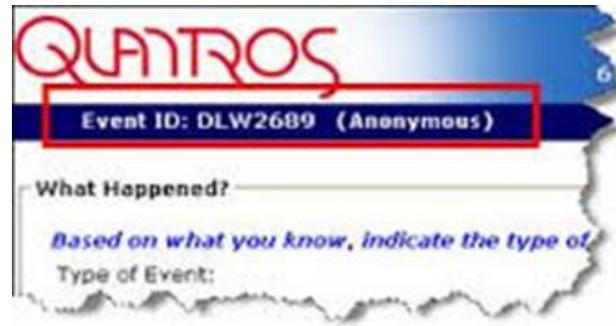 QUANTROS
6
Event ID: DLW2689 (Anonymous)
What Happened?
Based on what you know, indicate the type of
Type of Event: